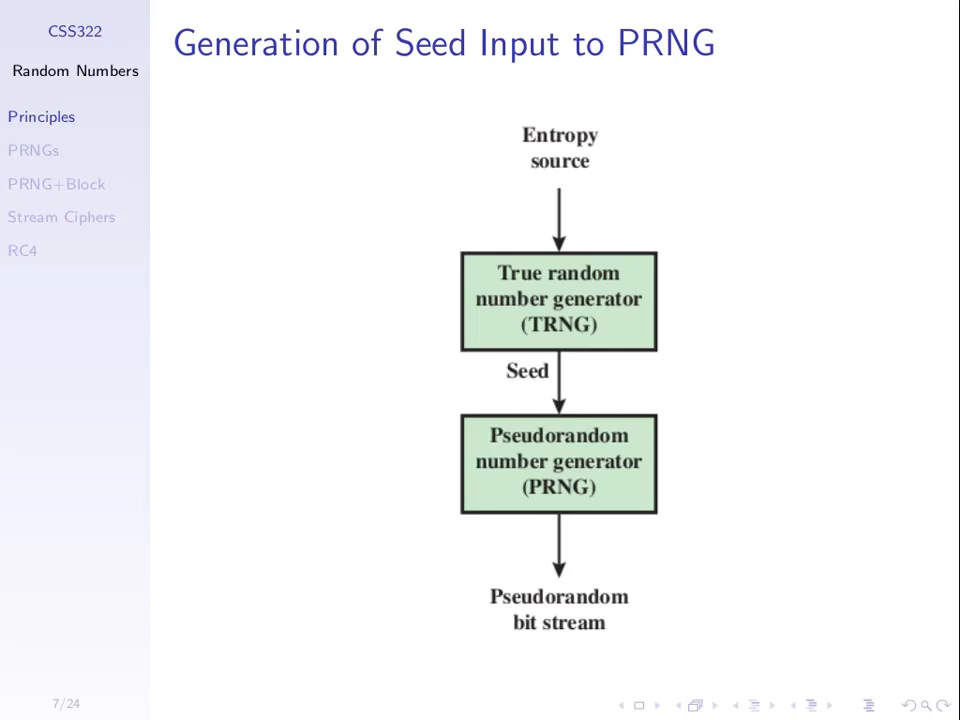 CSS322
Random Numbers
Principles
PRNGs
PRNG+Block
Stream Ciphers
RC4
7/24
Generation of Seed Input to PRNG
Entropy
source
True random
number generator
(TRNG)
Seed
Pseudorandom
number generator
(PRNG)
Pseudorandom
bit stream